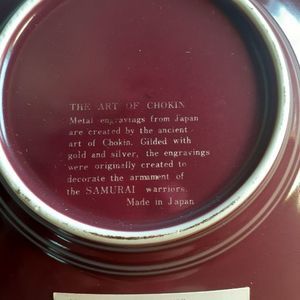 THE ART OF CHOKIN
Metal engravings from Japan
are created by the ancient
art of Chokin. Gilded with
gold and silver, the engravings
were originally created to
decorate the armament of
the SAMURAI warriors.
Made in Japan